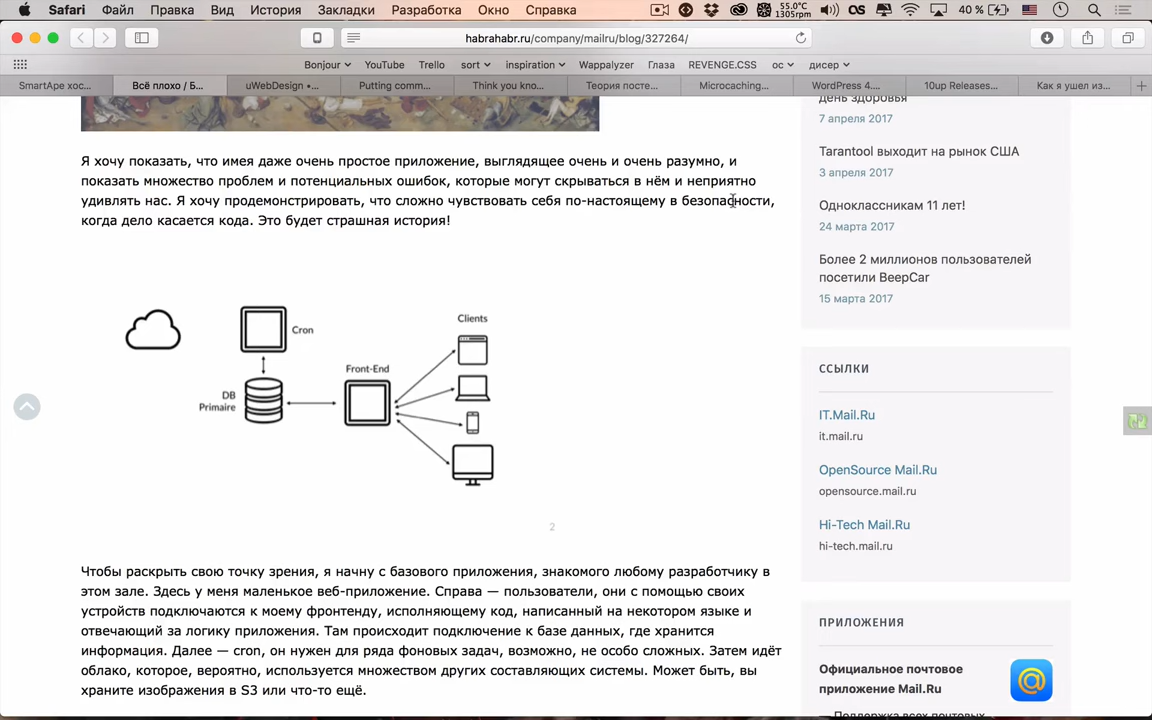 Safari Файл Правка Вид История Закладки Разработка Окно Справка 55.0°C 1305rpm OS 40 %
habrahabr.ru/company/mailru/blog/327264/
Bonjour YouTube Trello sort inspiration Wappalyzer Глаза REVENGE.CSS ос дисер
SmartApe хос... Всё плохо / Б... uWebDesign •... Putting comm... Think you kno... Теория посте... Microcaching... WordPress 4.... 10up Releases... Как я ушел из...
Я хочу показать, что имея даже очень простое приложение, выглядящее очень и очень разумно, и
показать множество проблем и потенциальных ошибок, которые могут скрываться в нём и неприятно
удивлять нас. Я хочу продемонстрировать, что сложно чувствовать себя по-настоящему в безопасности,
когда дело касается кода. Это будет страшная история!
Cron
DB
Primaire
Front-End
Clients
2
Чтобы раскрыть свою точку зрения, я начну с базового приложения, знакомого любому разработчику в
этом зале. Здесь у меня маленькое веб-приложение. Справа — пользователи, они с помощью своих
устройств подключаются к моему фронтенду, исполняющему код, написанный на некотором языке и
отвечающий за логику приложения. Там происходит подключение к базе данных, где хранится
информация. Далее — cron, он нужен для ряда фоновых задач, возможно, не особо сложных. Затем идёт
облако, которое, вероятно, используется множеством других составляющих системы. Может быть, вы
храните изображения в S3 или что-то ещё.
день здоровья
7 апреля 2017
Tarantool выходит на рынок США
3 апреля 2017
Одноклассникам 11 лет!
24 марта 2017
Более 2 миллионов пользователей
посетили BeepCar
15 марта 2017
ССЫЛКИ
IT.Mail.Ru
it.mail.ru
OpenSource Mail.Ru
opensource.mail.ru
Hi-Tech Mail.Ru
hi-tech.mail.ru
ПРИЛОЖЕНИЯ
Официальное почтовое
приложение Mail.Ru
— Поддержка всех почтовых